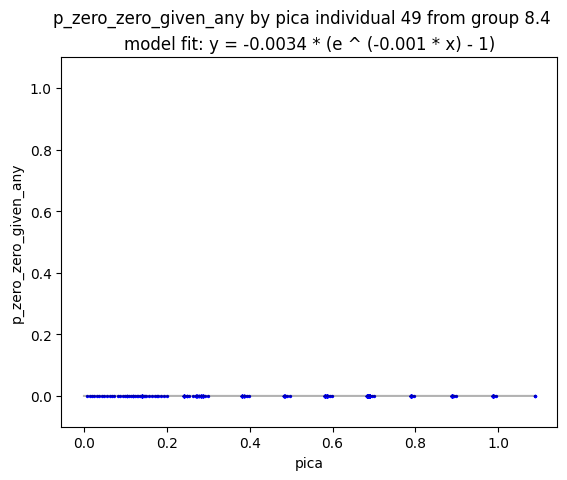 p_zero_zero_given_any by pica individual 49 from group 8.4
model fit: y = -0.0034 * (e ^ (-0.001 * x) - 1)
1.0
0.8
0.6
0.4
0.2
0.0
p_zero_zero_given_any
0.0 0.2 0.4 0.6 0.8 1.0
pica